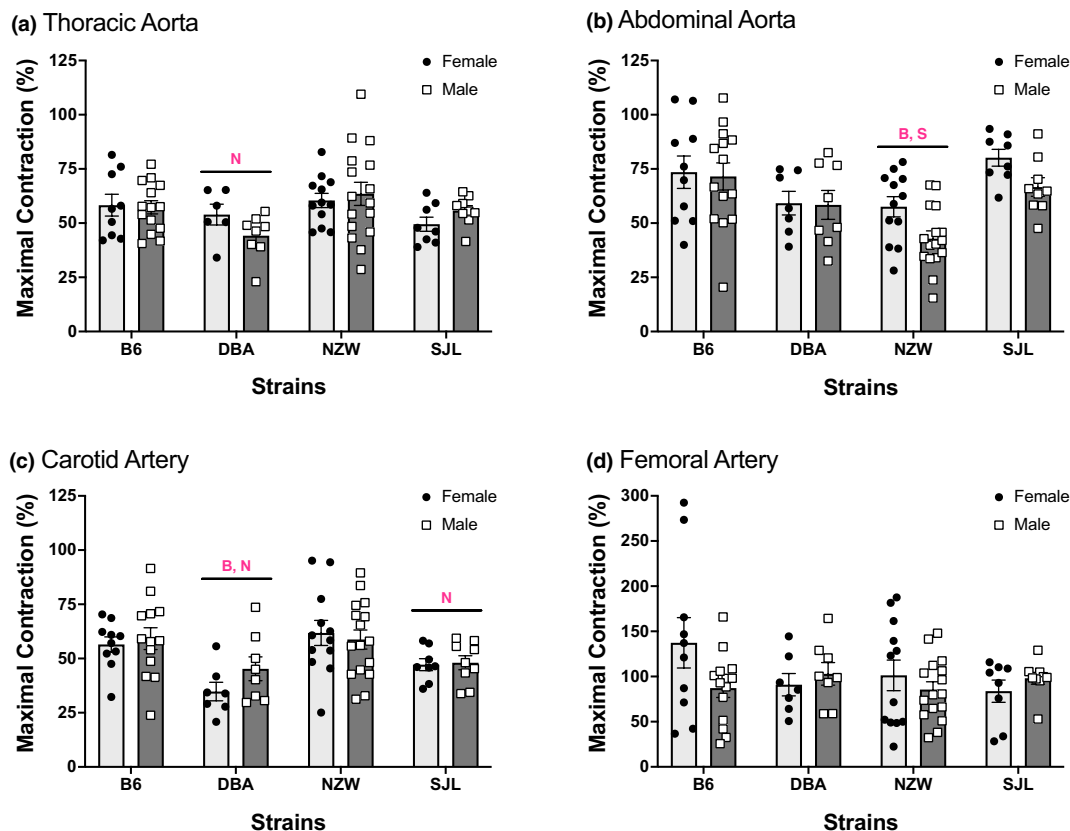 (a) Thoracic Aorta
Maximal Contraction (%)
125
100
75
50
25
0
Female
Male
N
B6 DBA NZW SJL
Strains
(b) Abdominal Aorta
Maximal Contraction (%)
125
100
75
50
25
0
Female
Male
B, S
B6 DBA NZW SJL
Strains
(c) Carotid Artery
Maximal Contraction (%)
125
100
75
50
25
0
Female
Male
B, N
N
B6 DBA NZW SJL
Strains
(d) Femoral Artery
Maximal Contraction (%)
300
250
200
150
100
50
0
Female
Male
B6 DBA NZW SJL
Strains